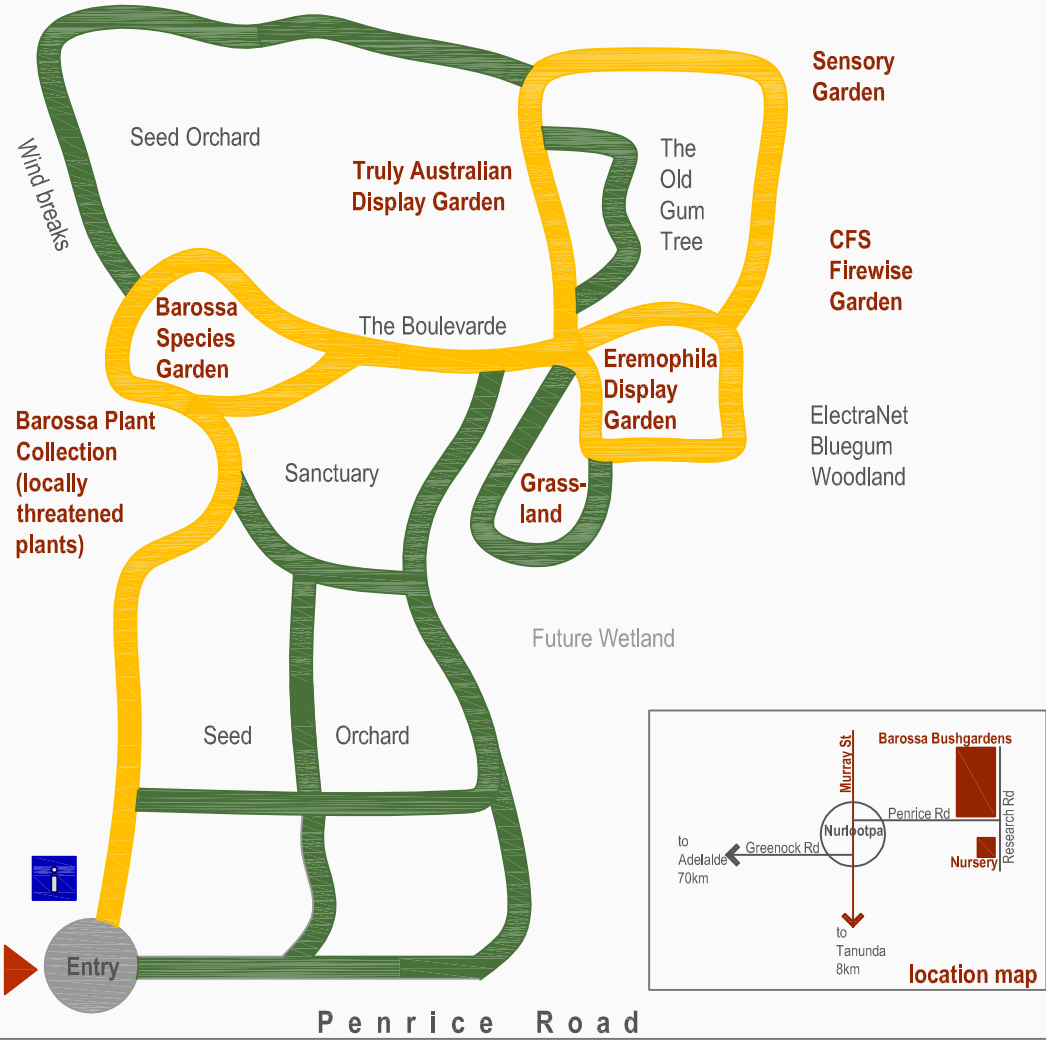 Sensory
Garden
Seed Orchard
Wind breaks
Truly Australian
Display Garden
The
Old
Gum
Tree
CFS
Firewise
Garden
Barossa
Species
Garden
The Boulevarde
Eremophila
Display
Garden
Barossa Plant
Collection
(locally
threatened
plants)
ElectraNet
Bluegum
Woodland
Sanctuary
Grass-
land
Future Wetland
Seed Orchard
i
Entry
Penrice Road
Murray St
Barossa Bushgardens
Penrice Rd
Research Rd
Nurlootpa
to
Adelalde
70km
Greenock Rd
Nursery
to
Tanunda
8km
location map